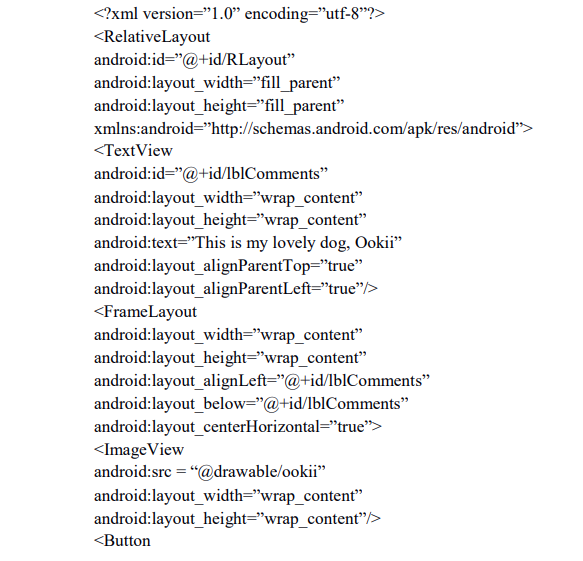 <?xml version=”1.0” encoding=”utf-8”?>
<RelativeLayout
android:id=”@+id/RLayout”
android:layout_width=”fill_parent”
android:layout_height=”fill_parent”
xmlns:android=”http://schemas.android.com/apk/res/android”>
<TextView
android:id=”@+id/lblComments”
android:layout_width=”wrap_content”
android:layout_height=”wrap_content”
android:text=”This is my lovely dog, Ookii”
android:layout_alignParentTop=”true”
android:layout_alignParentLeft=”true”/>
<FrameLayout
android:layout_width=”wrap_content”
android:layout_height=”wrap_content”
android:layout_alignLeft=”@+id/lblComments”
android:layout_below=”@+id/lblComments”
android:layout_centerHorizontal=”true”>
<ImageView
android:src = “@drawable/ookii”
android:layout_width=”wrap_content”
android:layout_height=”wrap_content”/>
<Button